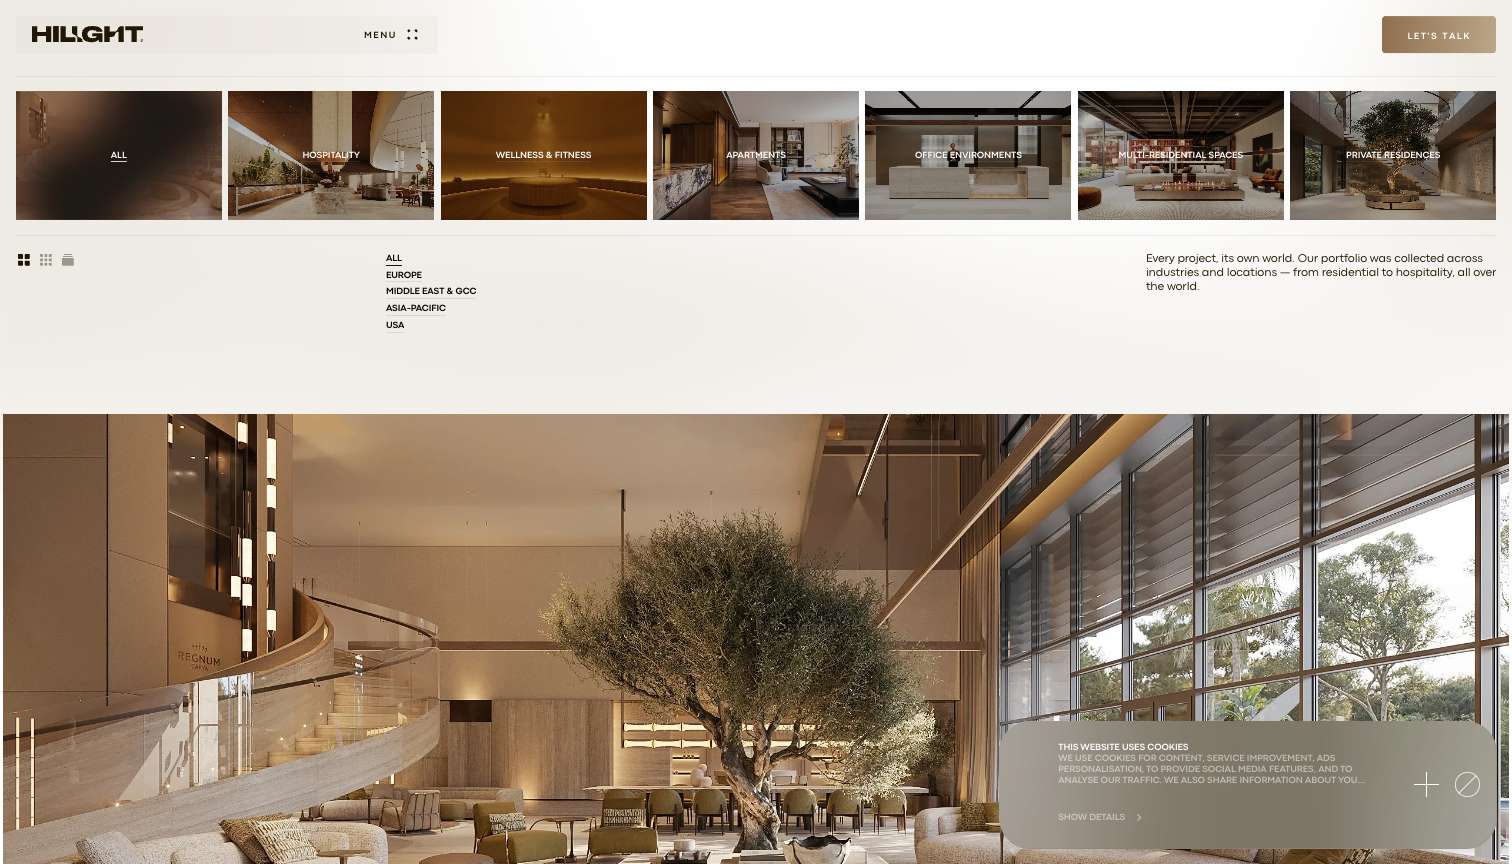 HILLGHT.
MENU
LET'S TALK
ALL
HOSPITALITY
WELLNESS & FITNESS
APARTMENTS
OFFICE ENVIRONMENTS
MULTI-RESIDENTIAL SPACES
PRIVATE RESIDENCES
ALL
EUROPE
MIDDLE EAST & GCC
ASIA-PACIFIC
USA
Every project, its own world. Our portfolio was collected across
industries and locations — from residential to hospitality, all over
the world.
REGNUM
THIS WEBSITE USES COOKIES
WE USE COOKIES FOR CONTENT, SERVICE IMPROVEMENT, ADS
PERSONALISATION, TO PROVIDE SOCIAL MEDIA FEATURES, AND TO
ANALYSE OUR TRAFFIC. WE ALSO SHARE INFORMATION ABOUT YOU...
SHOW DETAILS